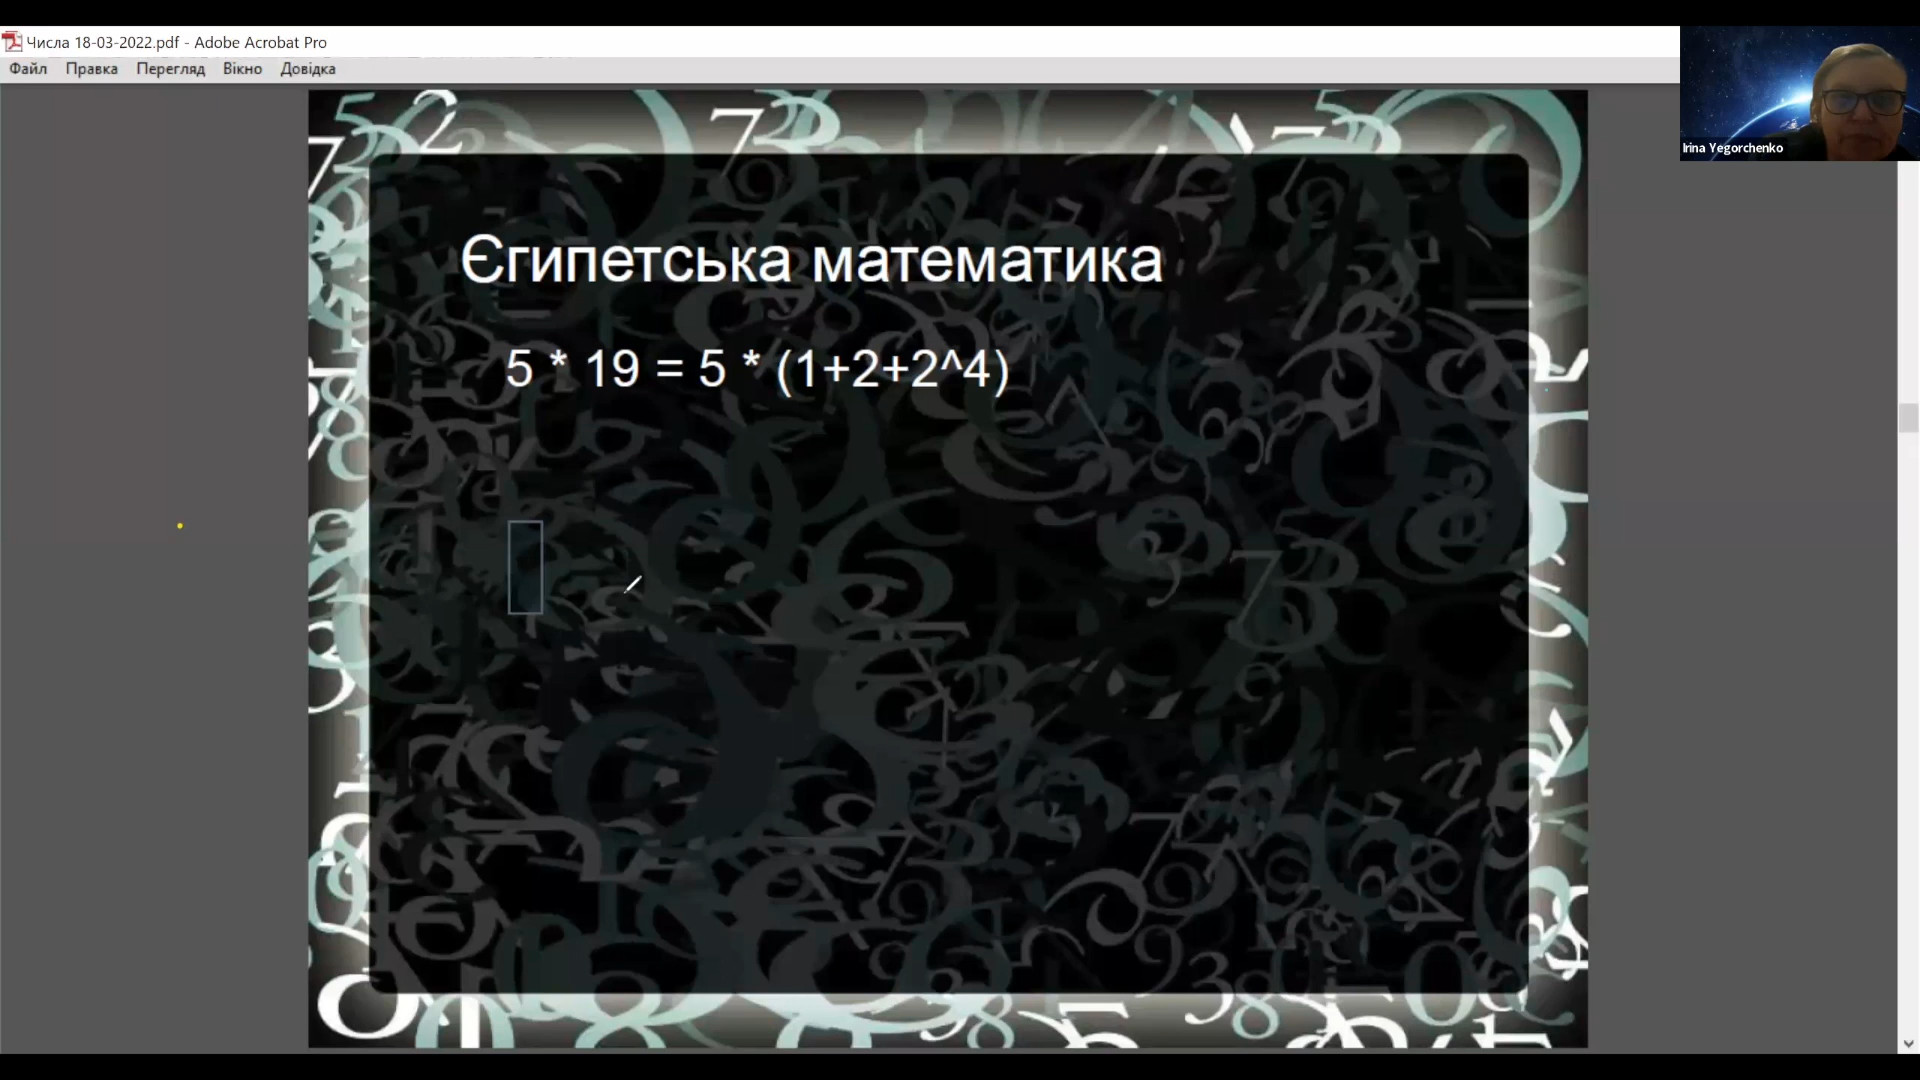 Числа 18-03-2022.pdf - Adobe Acrobat Pro
Файл Правка Перегляд Вікно Довідка
Irina Yegorchenko
Єгипетська математика
5 * 19 = 5 * (1+2+2^4)